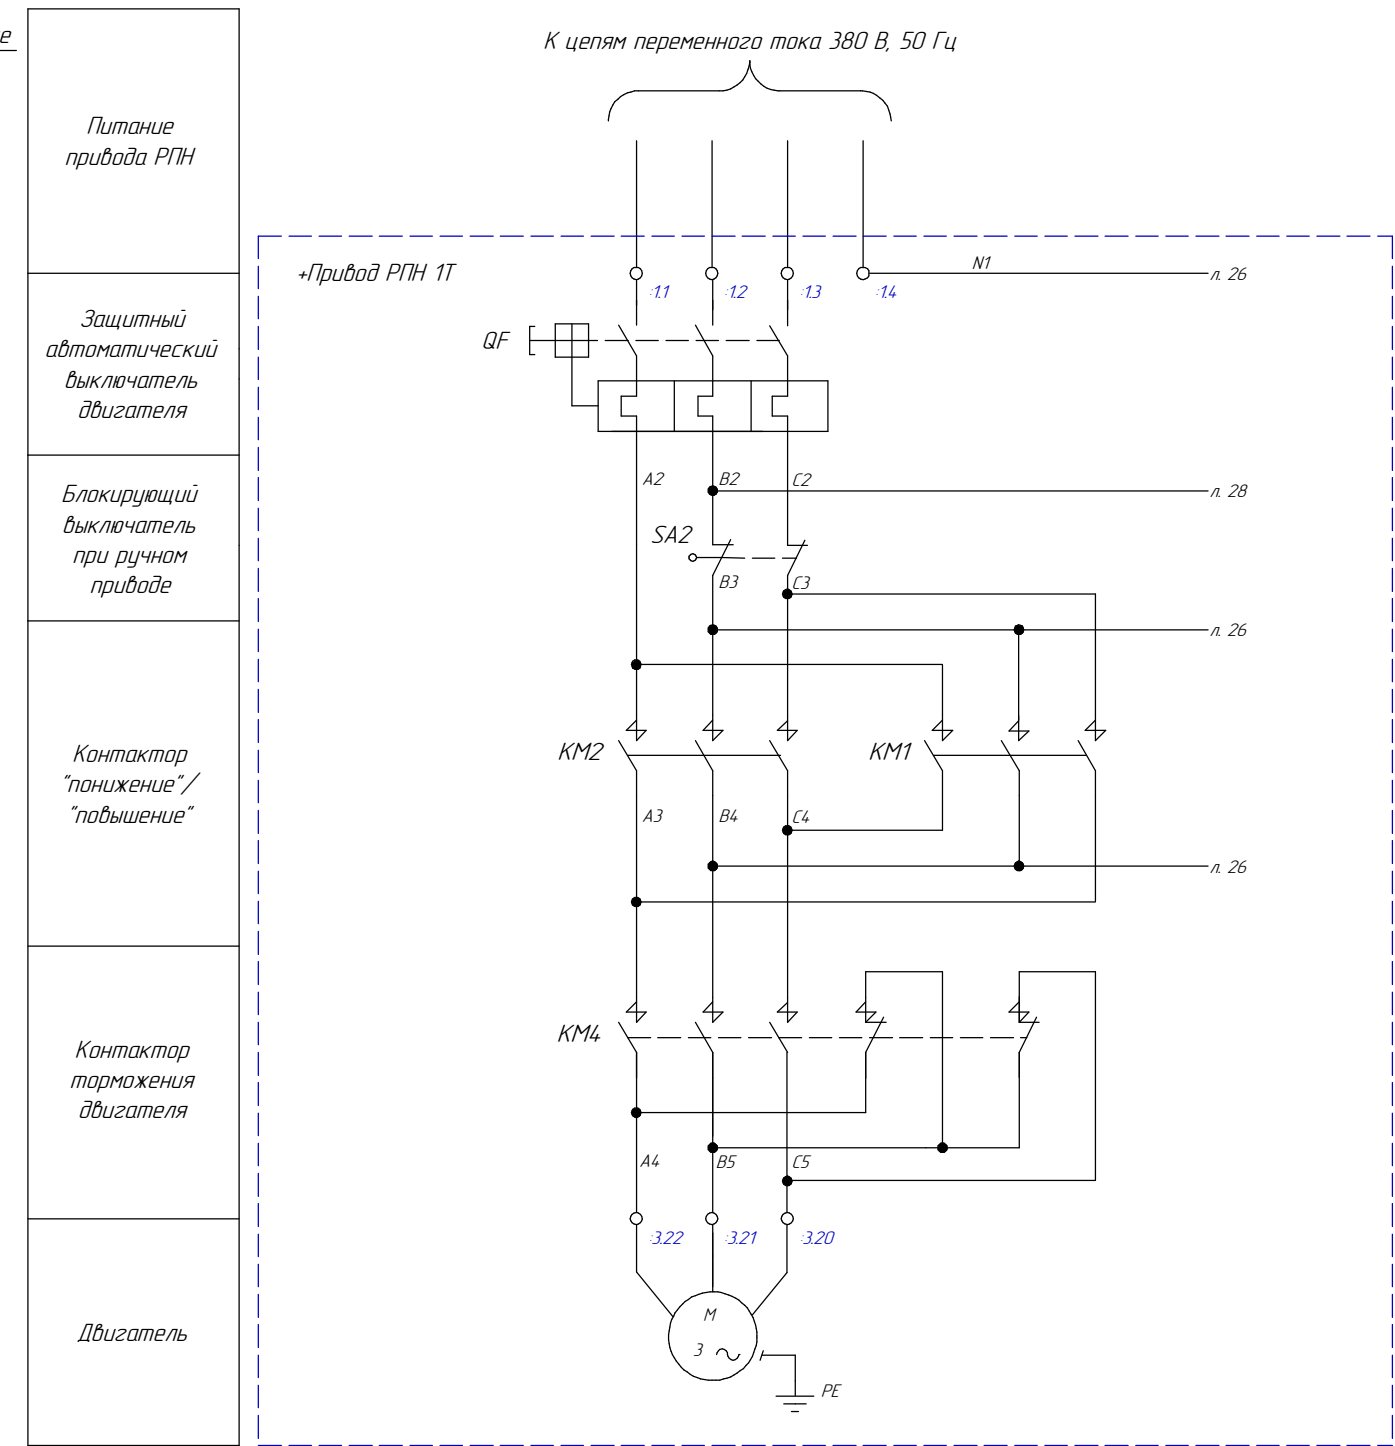 е
К цепям переменного тока 380 В, 50 Гц
Питание
привода РПН
+Привод РПН 1Т
N1
л. 26
:1.1
:1.2
:1.3
:1.4
Защитный
автоматический
выключатель
двигателя
QF
A2
B2
C2
л. 28
Блокирующий
выключатель
при ручном
приводе
SA2
B3
C3
л. 26
Контактор
"понижение"/
"повышение"
KM2
KM1
A3
B4
C4
л. 26
Контактор
торможения
двигателя
KM4
A4
B5
C5
:3.22
:3.21
:3.20
Двигатель
M
3
PE